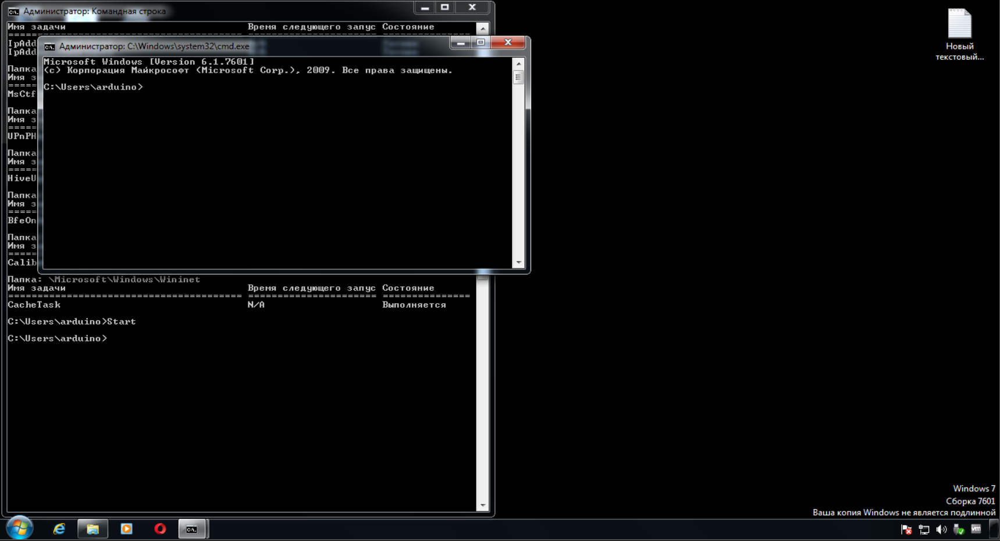 Администратор: Командная строка
Имя задачи Время следующего запус Состояние
======================================== ====================== ===============
IpAdd
IpAdd
Администратор: C:\Windows\system32\cmd.exe
Microsoft Windows [Version 6.1.7601]
(c) Корпорация Майкрософт (Microsoft Corp.), 2009. Все права защищены.
C:\Users\arduino>
Папка
Имя з
=====
MsCtf
Папка
Имя з
=====
UPnPH
Папка
Имя з
=====
HiveU
Папка
Имя з
=====
BfeOn
Папка
Имя з
=====
Calib
Папка: \Microsoft\Windows\Wininet
Имя задачи Время следующего запус Состояние
======================================== ====================== ===============
CacheTask N/A Выполняется
C:\Users\arduino>Start
C:\Users\arduino>
Новый
текстовый...
Windows 7
Сборка 7601
Ваша копия Windows не является подлинной